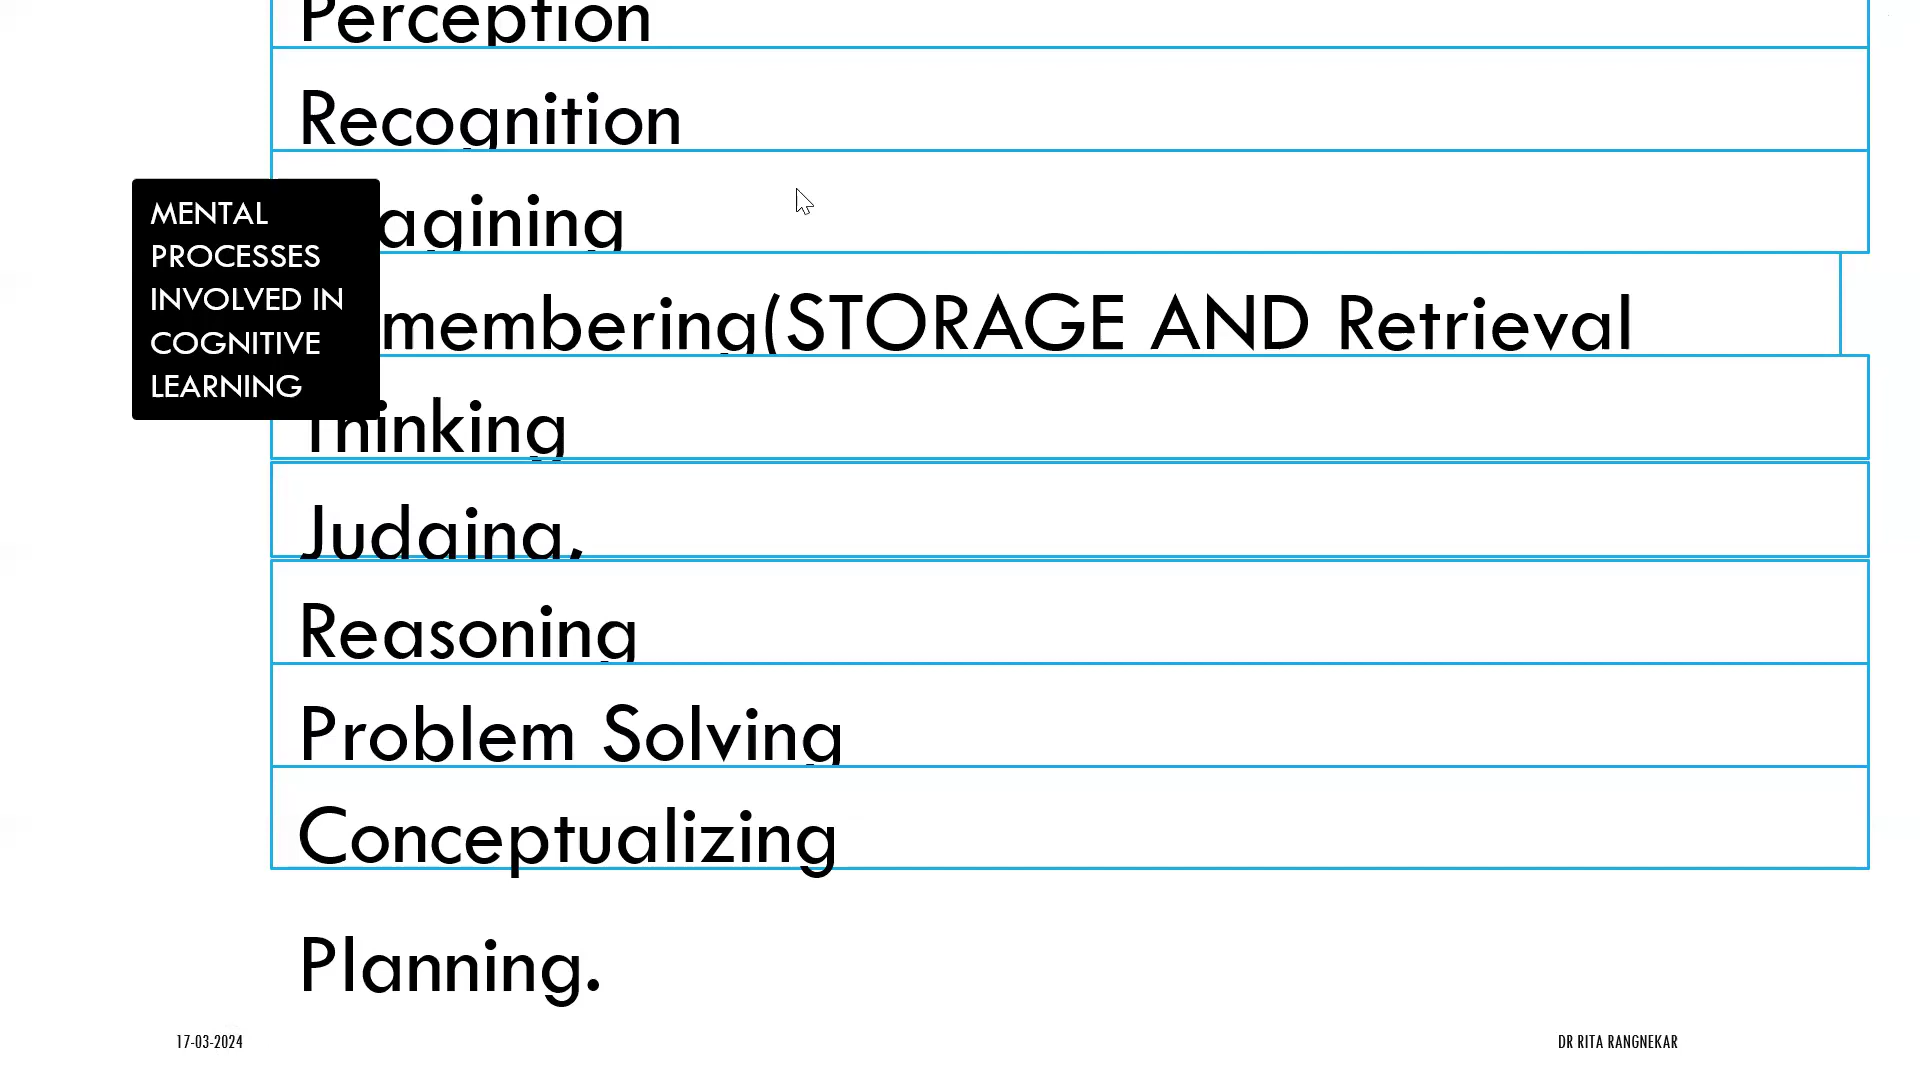 Perception
Recognition
agining
membering(STORAGE AND Retrieval
Thinking
Judging,
Reasoning
Problem Solving
Conceptualizing
Planning.
MENTAL
PROCESSES
INVOLVED IN
COGNITIVE
LEARNING
17-03-2024
DR RITA RANGNEKAR